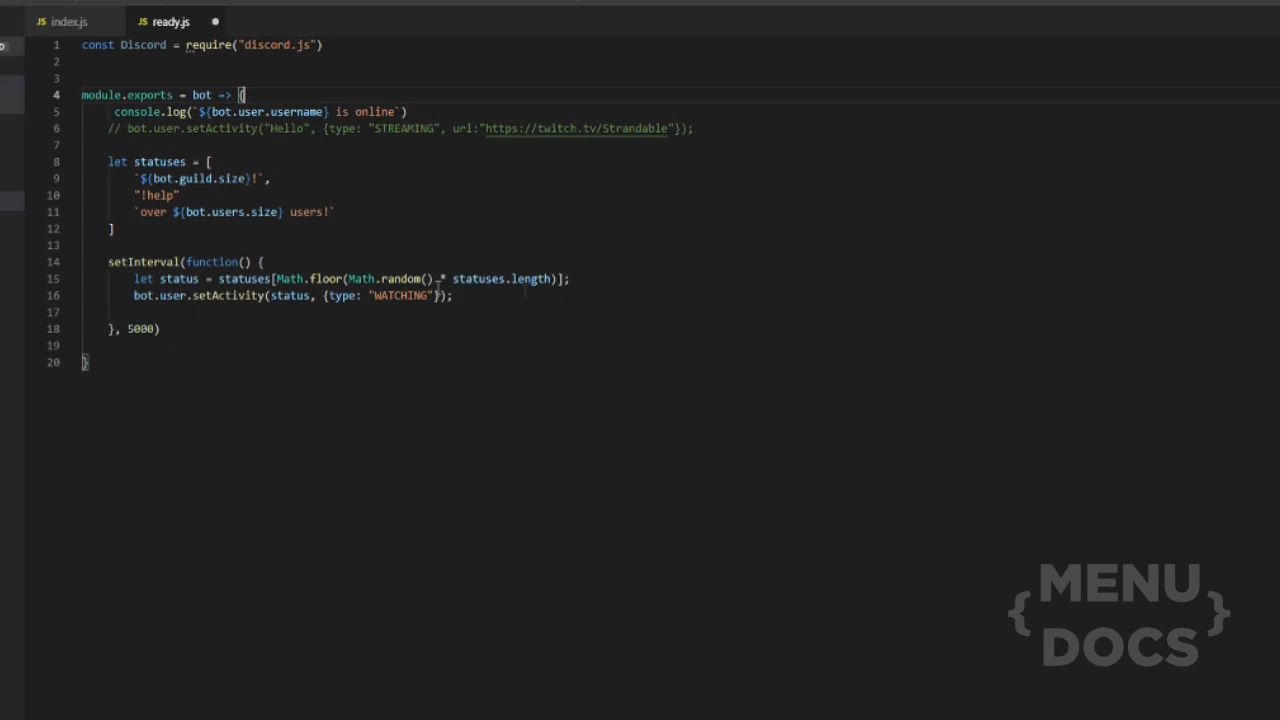 JS index.js JS ready.js
1 const Discord = require("discord.js")
2
3
4 module.exports = bot => {
5 console.log(`${bot.user.username} is online`)
6 // bot.user.setActivity("Hello", {type: "STREAMING", url:"https://twitch.tv/Strandable"});
7
8 let statuses = [
9 `${bot.guild.size}!`,
10 "!help"
11 `over ${bot.users.size} users!`
12 ]
13
14 setInterval(function() {
15 let status = statuses[Math.floor(Math.random() * statuses.length)];
16 bot.user.setActivity(status, {type: "WATCHING"});
17
18 }, 5000)
19
20 }
{ MENU
DOCS }